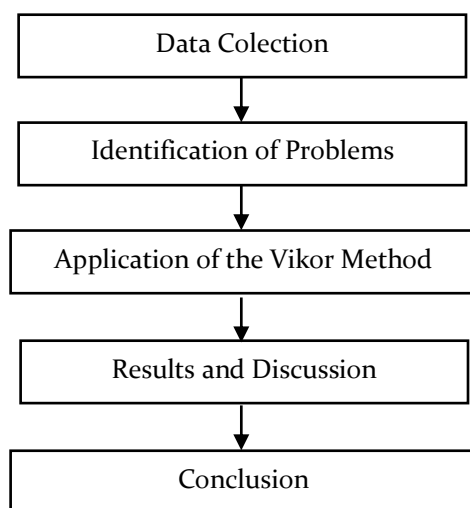 Data Colection
Identification of Problems
Application of the Vikor Method
Results and Discussion
Conclusion